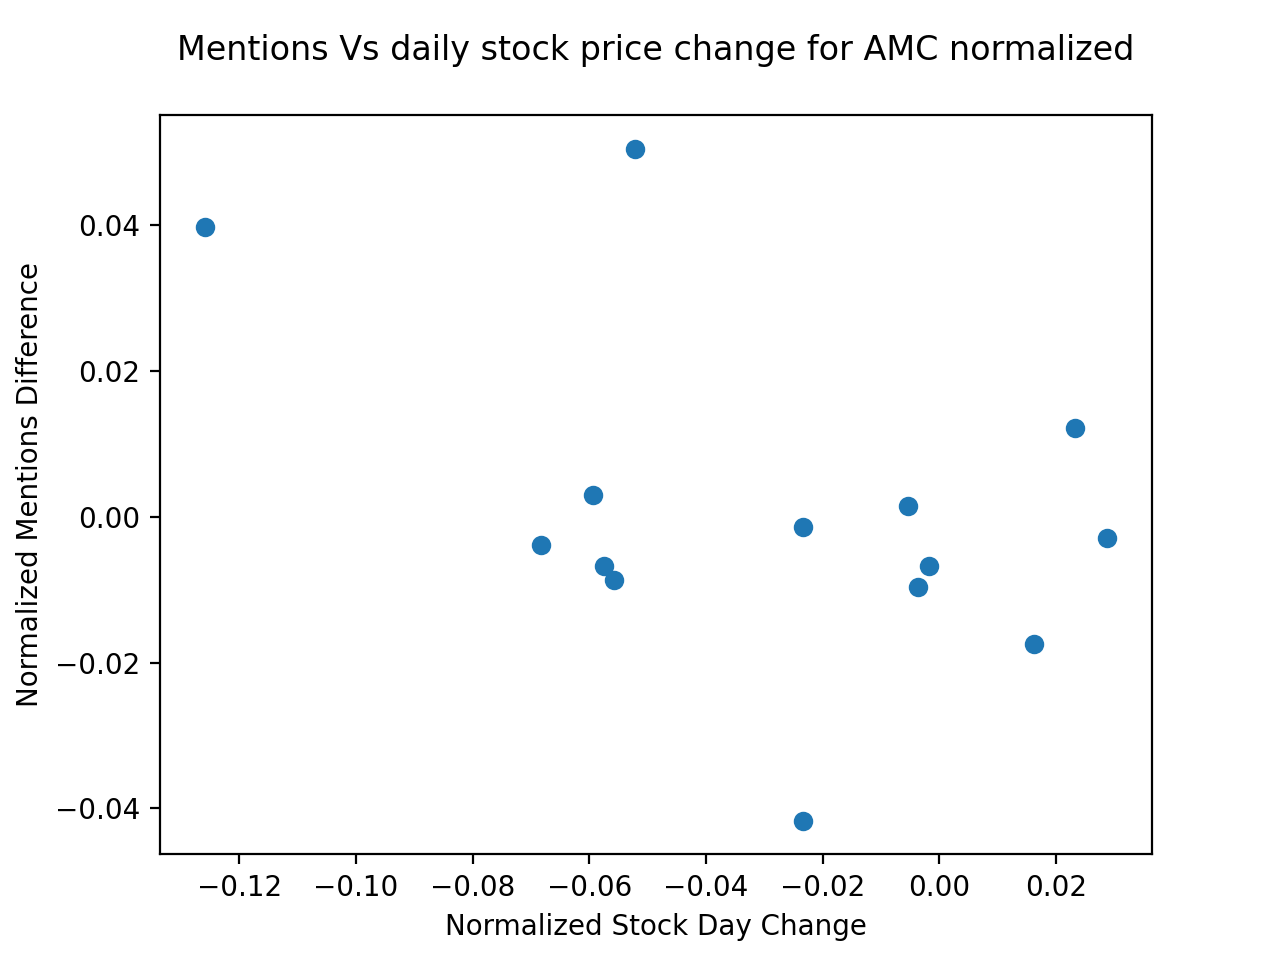 Mentions Vs daily stock price change for AMC normalized
Normalized Mentions Difference
0.04
0.02
0.00
−0.02
−0.04
−0.12 −0.10 −0.08 −0.06 −0.04 −0.02 0.00 0.02
Normalized Stock Day Change